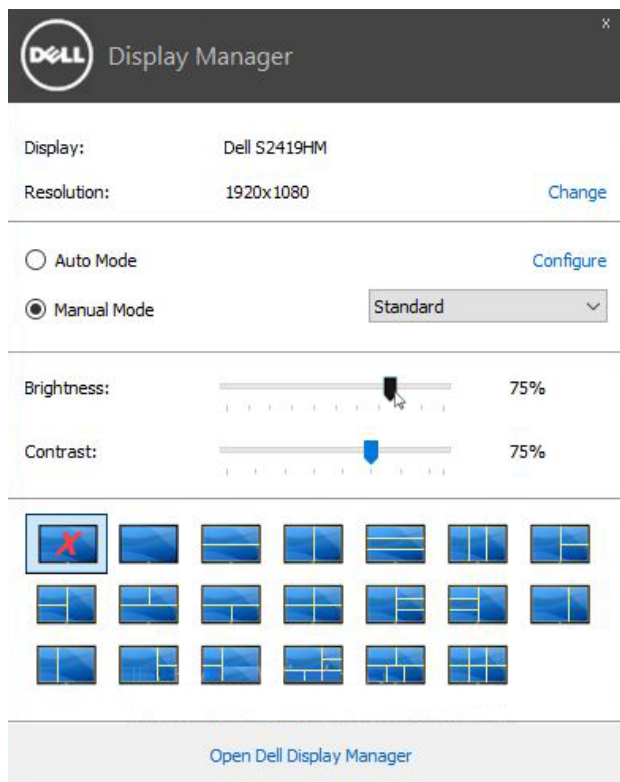 x
DELL Display Manager
Display: Dell S2419HM
Resolution: 1920x1080 Change
Auto Mode Configure
Manual Mode Standard
Brightness: 75%
Contrast: 75%
X
Open Dell Display Manager